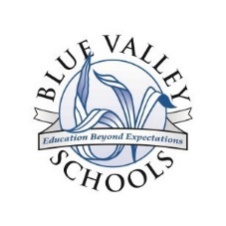 BLUE VALLEY
Education Beyond Expectations
SCHOOLS